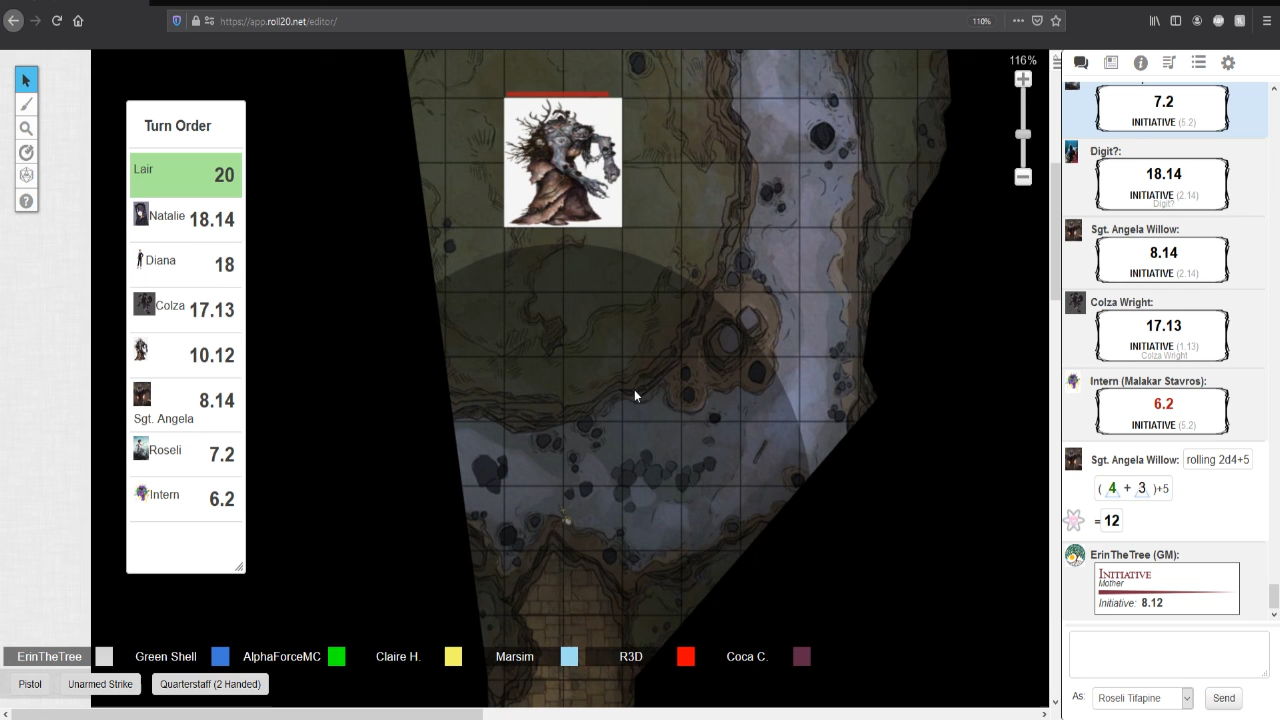 https://app.roll20.net/editor/
110%
116%
Turn Order
Lair 20
Natalie 18.14
Diana 18
Colza 17.13
10.12
8.14
Sgt. Angela
Roseli 7.2
Intern 6.2
7.2
INITIATIVE (5.2)
Digit?:
18.14
INITIATIVE (2.14)
Digit?
Sgt. Angela Willow:
8.14
INITIATIVE (2.14)
Colza Wright:
17.13
INITIATIVE (1.13)
Colza Wright
Intern (Malakar Stavros):
6.2
INITIATIVE (5.2)
Sgt. Angela Willow: rolling 2d4+5
( 4 + 3 )+5
= 12
ErinTheTree (GM):
INITIATIVE
Mother
Initiative: 8.12
ErinTheTree Green Shell AlphaForceMC Claire H. Marsim R3D Coca C.
Pistol Unarmed Strike Quarterstaff (2 Handed)
As: Roseli Tifapine Send